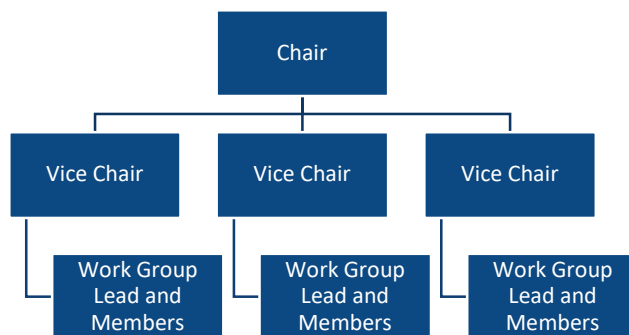 Chair
Vice Chair
Vice Chair
Vice Chair
Work Group
Lead and
Members
Work Group
Lead and
Members
Work Group
Lead and
Members